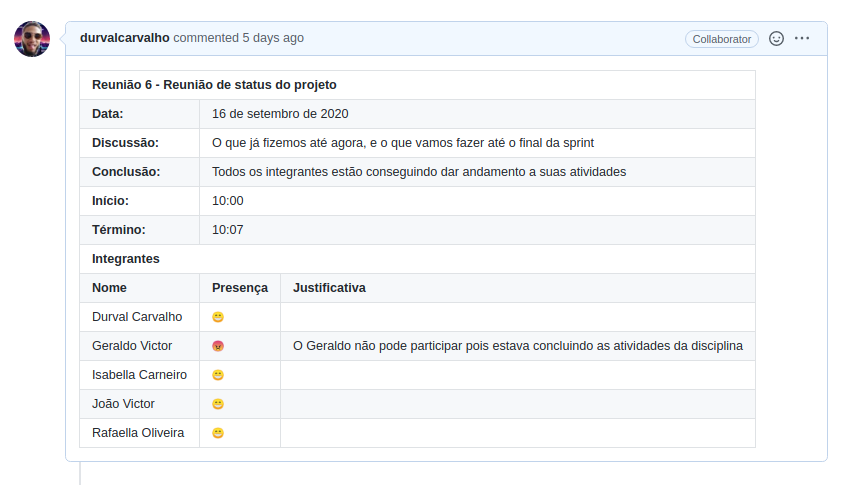 durvalcarvalho commented 5 days ago Collaborator
Reunião 6 - Reunião de status do projeto
Data: 16 de setembro de 2020
Discussão: O que já fizemos até agora, e o que vamos fazer até o final da sprint
Conclusão: Todos os integrantes estão conseguindo dar andamento a suas atividades
Início: 10:00
Término: 10:07
Integrantes
Nome Presença Justificativa
Durval Carvalho 😬
Geraldo Victor 😡 O Geraldo não pode participar pois estava concluindo as atividades da disciplina
Isabella Carneiro 😬
João Victor 😬
Rafaella Oliveira 😬